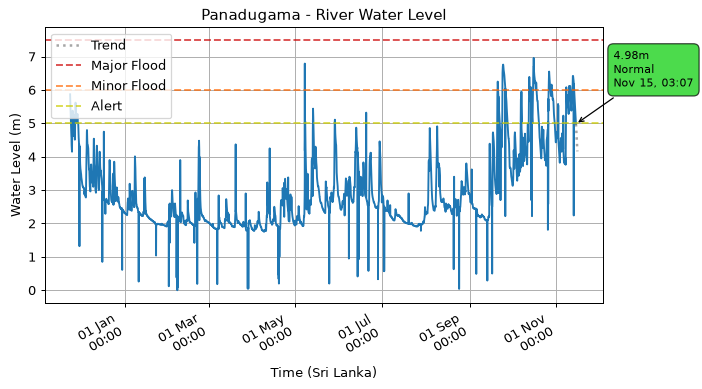 Panadugama - River Water Level
Trend
Major Flood
Minor Flood
Alert
4.98m
Normal
Nov 15, 03:07
Water Level (m)
7
6
5
4
3
2
1
0
01 Jan
00:00
01 Mar
00:00
01 May
00:00
01 Jul
00:00
01 Sep
00:00
01 Nov
00:00
Time (Sri Lanka)